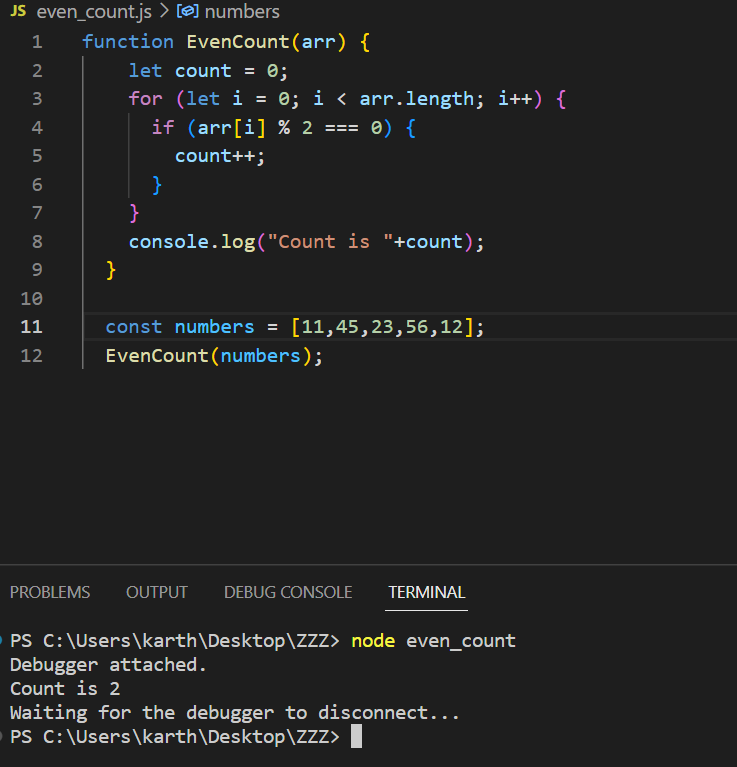 JS even_count.js > numbers
1 function EvenCount(arr) {
2 let count = 0;
3 for (let i = 0; i < arr.length; i++) {
4 if (arr[i] % 2 === 0) {
5 count++;
6 }
7 }
8 console.log("Count is "+count);
9 }
10
11 const numbers = [11,45,23,56,12];
12 EvenCount(numbers);
PROBLEMS OUTPUT DEBUG CONSOLE TERMINAL
PS C:\Users\karth\Desktop\ZZZ> node even_count
Debugger attached.
Count is 2
Waiting for the debugger to disconnect...
PS C:\Users\karth\Desktop\ZZZ>